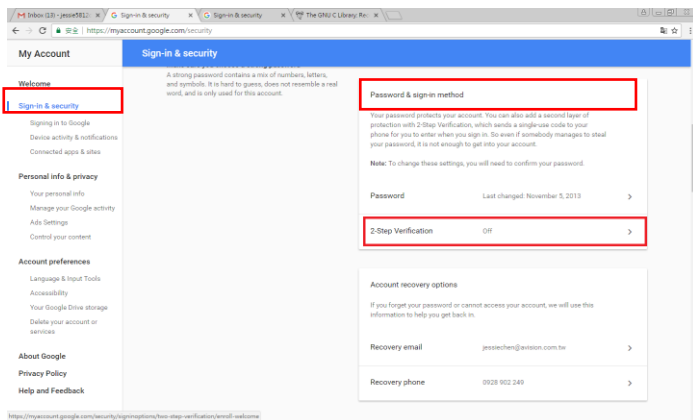 Inbox (13) - jessie5812
Sign-in & security
Sign-in & security
The GNU C Library: Re
https://myaccount.google.com/security
My Account
Sign-in & security
A strong password contains a mix of numbers, letters,
and symbols. It is hard to guess, does not resemble a real
word, and is only used for this account.
Welcome
Sign-in & security
Signing in to Google
Device activity & notifications
Connected apps & sites
Personal info & privacy
Your personal info
Manage your Google activity
Ads Settings
Control your content
Account preferences
Language & Input Tools
Accessibility
Your Google Drive storage
Delete your account or
services
About Google
Privacy Policy
Help and Feedback
Password & sign-in method
Your password protects your account. You can also add a second layer of
protection with 2-Step Verification, which sends a single-use code to your
phone for you to enter when you sign in. So even if somebody manages to steal
your password, it is not enough to get into your account.
Note: To change these settings, you will need to confirm your password.
Password Last changed: November 5, 2013
2-Step Verification Off
Account recovery options
If you forget your password or cannot access your account, we will use this
information to help you get back in.
Recovery email jessiechen@avision.com.tw
Recovery phone 0928 902 249
https://myaccount.google.com/security/signinoptions/two-step-verification/enroll-welcome